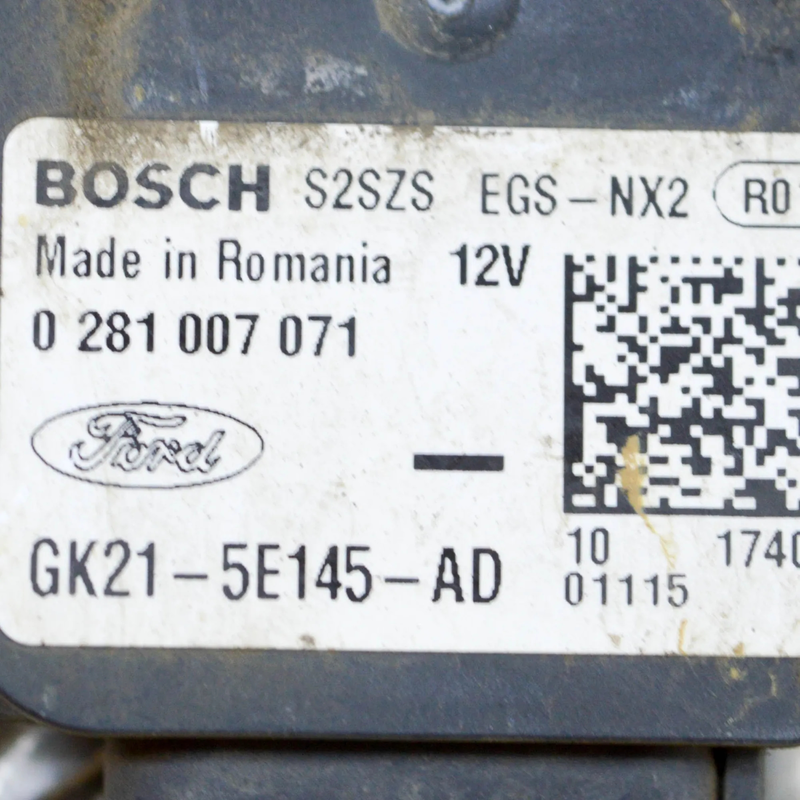 BOSCH S2SZS EGS-NX2 R0
Made in Romania 12V
0 281 007 071
Ford
GK21-5E145-AD
10 1740
01115